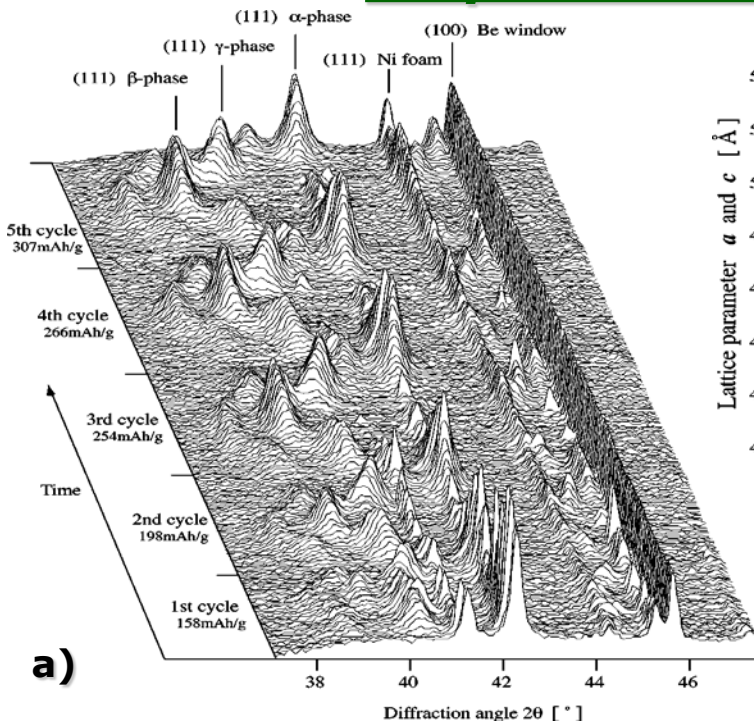 (111) α-phase
(100) Be window
(111) γ-phase
(111) Ni foam
(111) β-phase
5th cycle
307mAh/g
4th cycle
266mAh/g
3rd cycle
254mAh/g
Time
2nd cycle
198mAh/g
1st cycle
158mAh/g
a)
38 40 42 44 46
Diffraction angle 2θ [ ° ]
Lattice parameter a and c [ Å ]